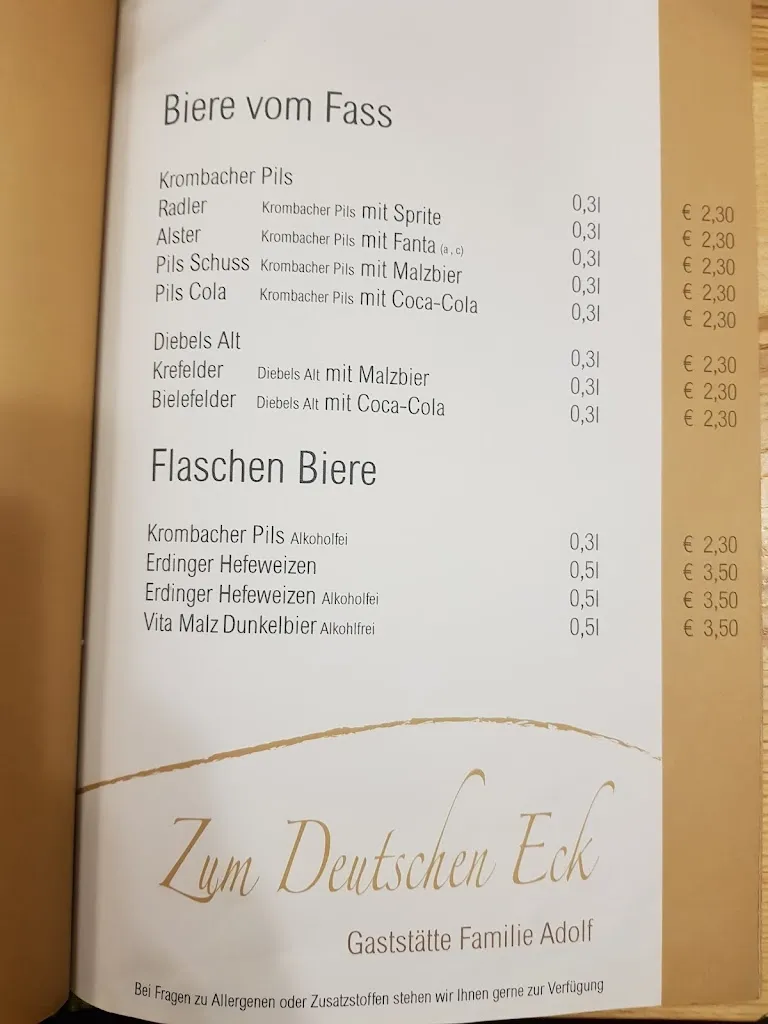 Biere vom Fass
Krombacher Pils 0,3l € 2,30
Radler Krombacher Pils mit Sprite 0,3l € 2,30
Alster Krombacher Pils mit Fanta (a , c) 0,3l € 2,30
Pils Schuss Krombacher Pils mit Malzbier 0,3l € 2,30
Pils Cola Krombacher Pils mit Coca-Cola 0,3l € 2,30
Diebels Alt 0,3l € 2,30
Krefelder Diebels Alt mit Malzbier 0,3l € 2,30
Bielefelder Diebels Alt mit Coca-Cola 0,3l € 2,30
Flaschen Biere
Krombacher Pils Alkoholfei 0,3l € 2,30
Erdinger Hefeweizen 0,5l € 3,50
Erdinger Hefeweizen Alkoholfei 0,5l € 3,50
Vita Malz Dunkelbier Alkohlfrei 0,5l € 3,50
Zum Deutschen Eck
Gaststätte Familie Adolf
Bei Fragen zu Allergenen oder Zusatzstoffen stehen wir Ihnen gerne zur Verfügung